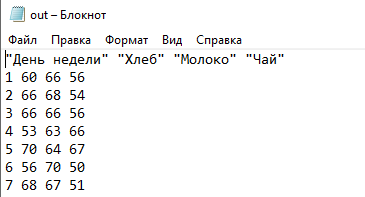 out – Блокнот
Файл Правка Формат Вид Справка
"День недели" "Хлеб" "Молоко" "Чай"
1 60 66 56
2 66 68 54
3 66 66 56
4 53 63 66
5 70 64 67
6 56 70 50
7 68 67 51